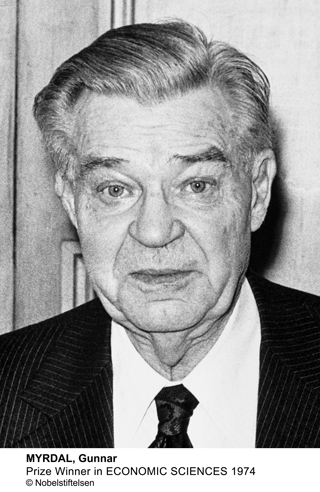 MYRDAL, Gunnar
Prize Winner in ECONOMIC SCIENCES 1974
© Nobelstiftelsen